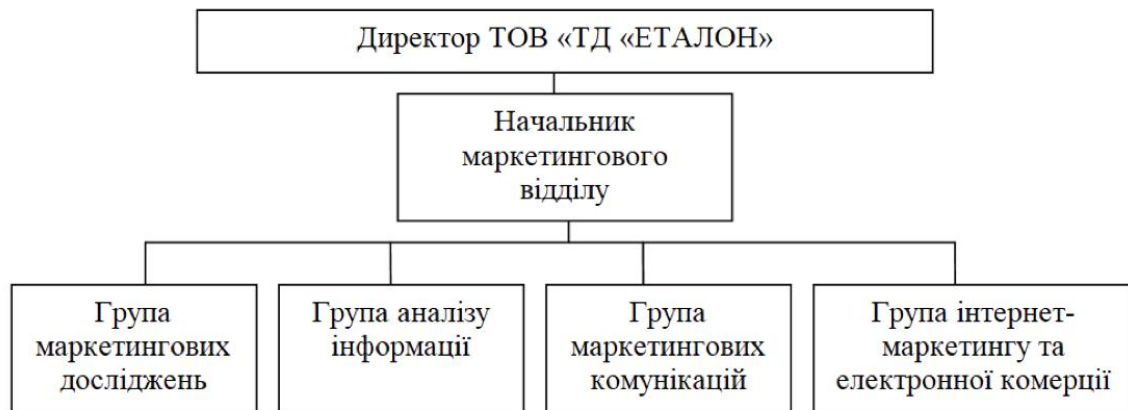 Директор ТОВ «ТД «ЕТАЛОН»
Начальник
маркетингового
відділу
Група
маркетингових
досліджень
Група аналізу
інформації
Група
маркетингових
комунікацій
Група інтернет-
маркетингу та
електронної комерції